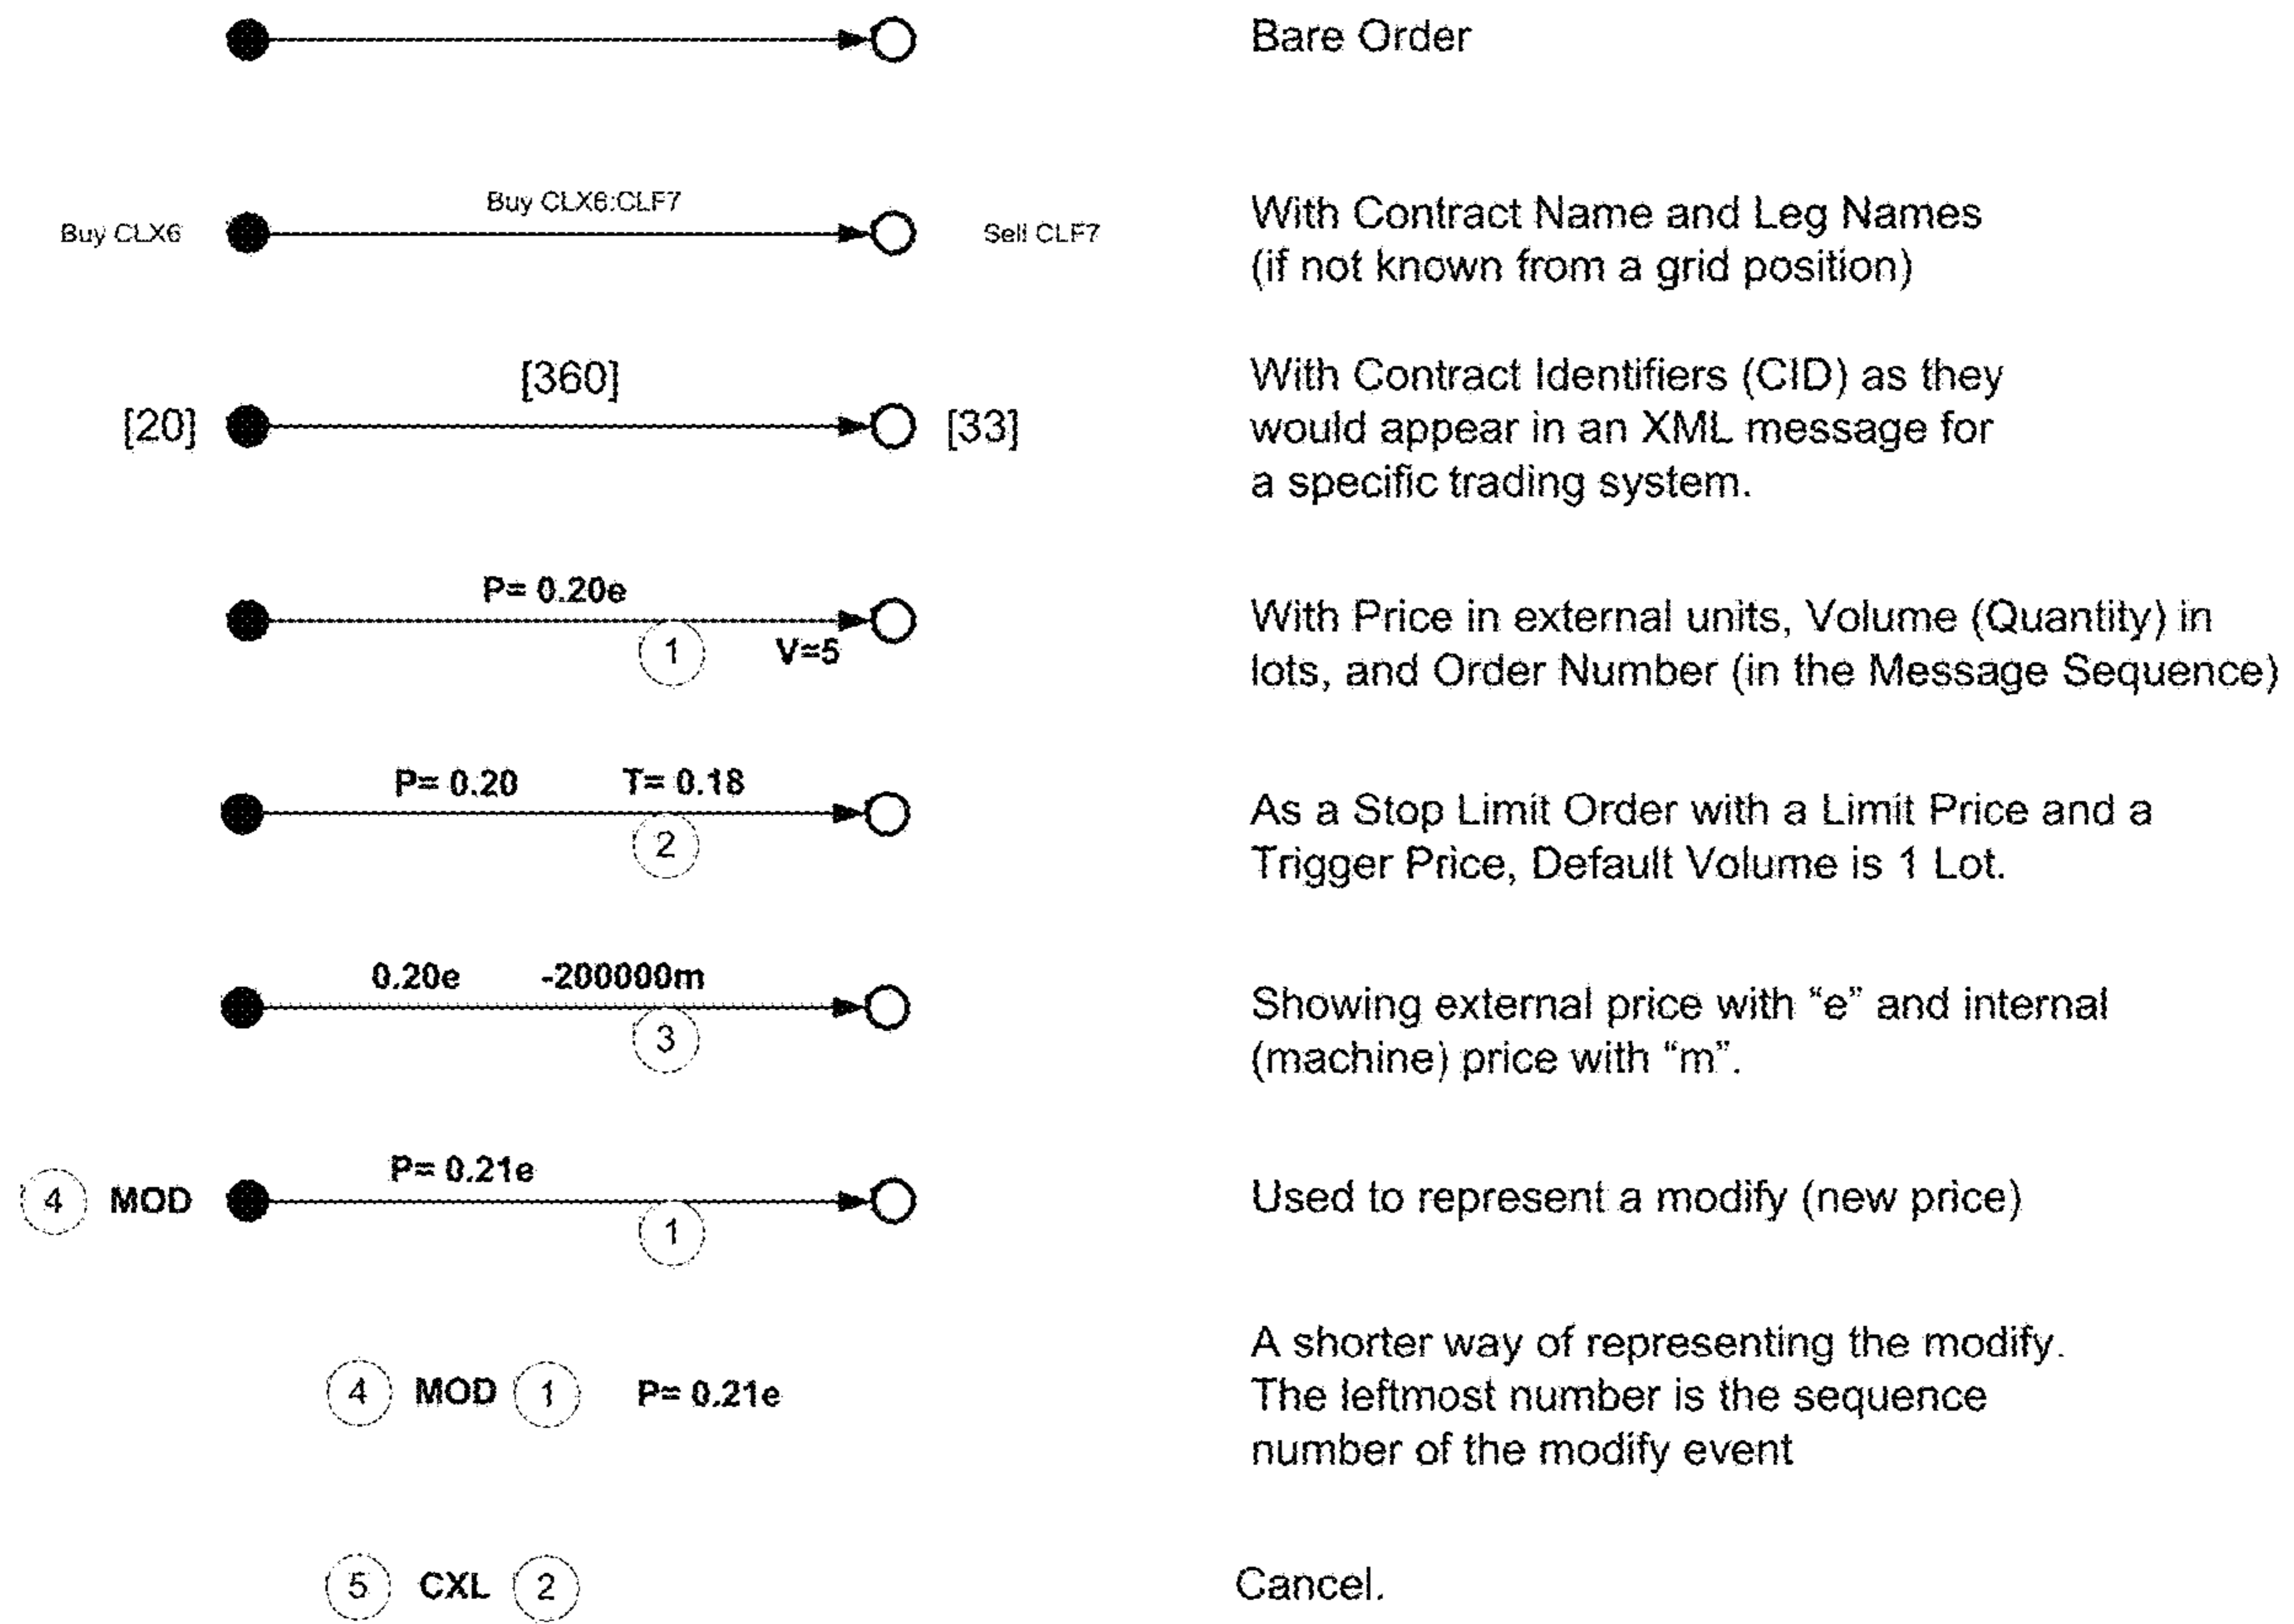 Bare Order
Buy CLX6:CLF7
Buy CLX6
Sell CLF7
With Contract Name and Leg Names
(if not known from a grid position)
[360]
[20]
[33]
With Contract Identifiers (CID) as they
would appear in an XML message for
a specific trading system.
P= 0.20e
1
V=5
With Price in external units, Volume (Quantity) in
lots, and Order Number (in the Message Sequence)
P= 0.20 T= 0.18
2
As a Stop Limit Order with a Limit Price and a
Trigger Price, Default Volume is 1 Lot.
0.20e -200000m
3
Showing external price with “e” and internal
(machine) price with “m”.
4 MOD
P= 0.21e
1
Used to represent a modify (new price)
4 MOD 1 P= 0.21e
A shorter way of representing the modify.
The leftmost number is the sequence
number of the modify event
5 CXL 2
Cancel.